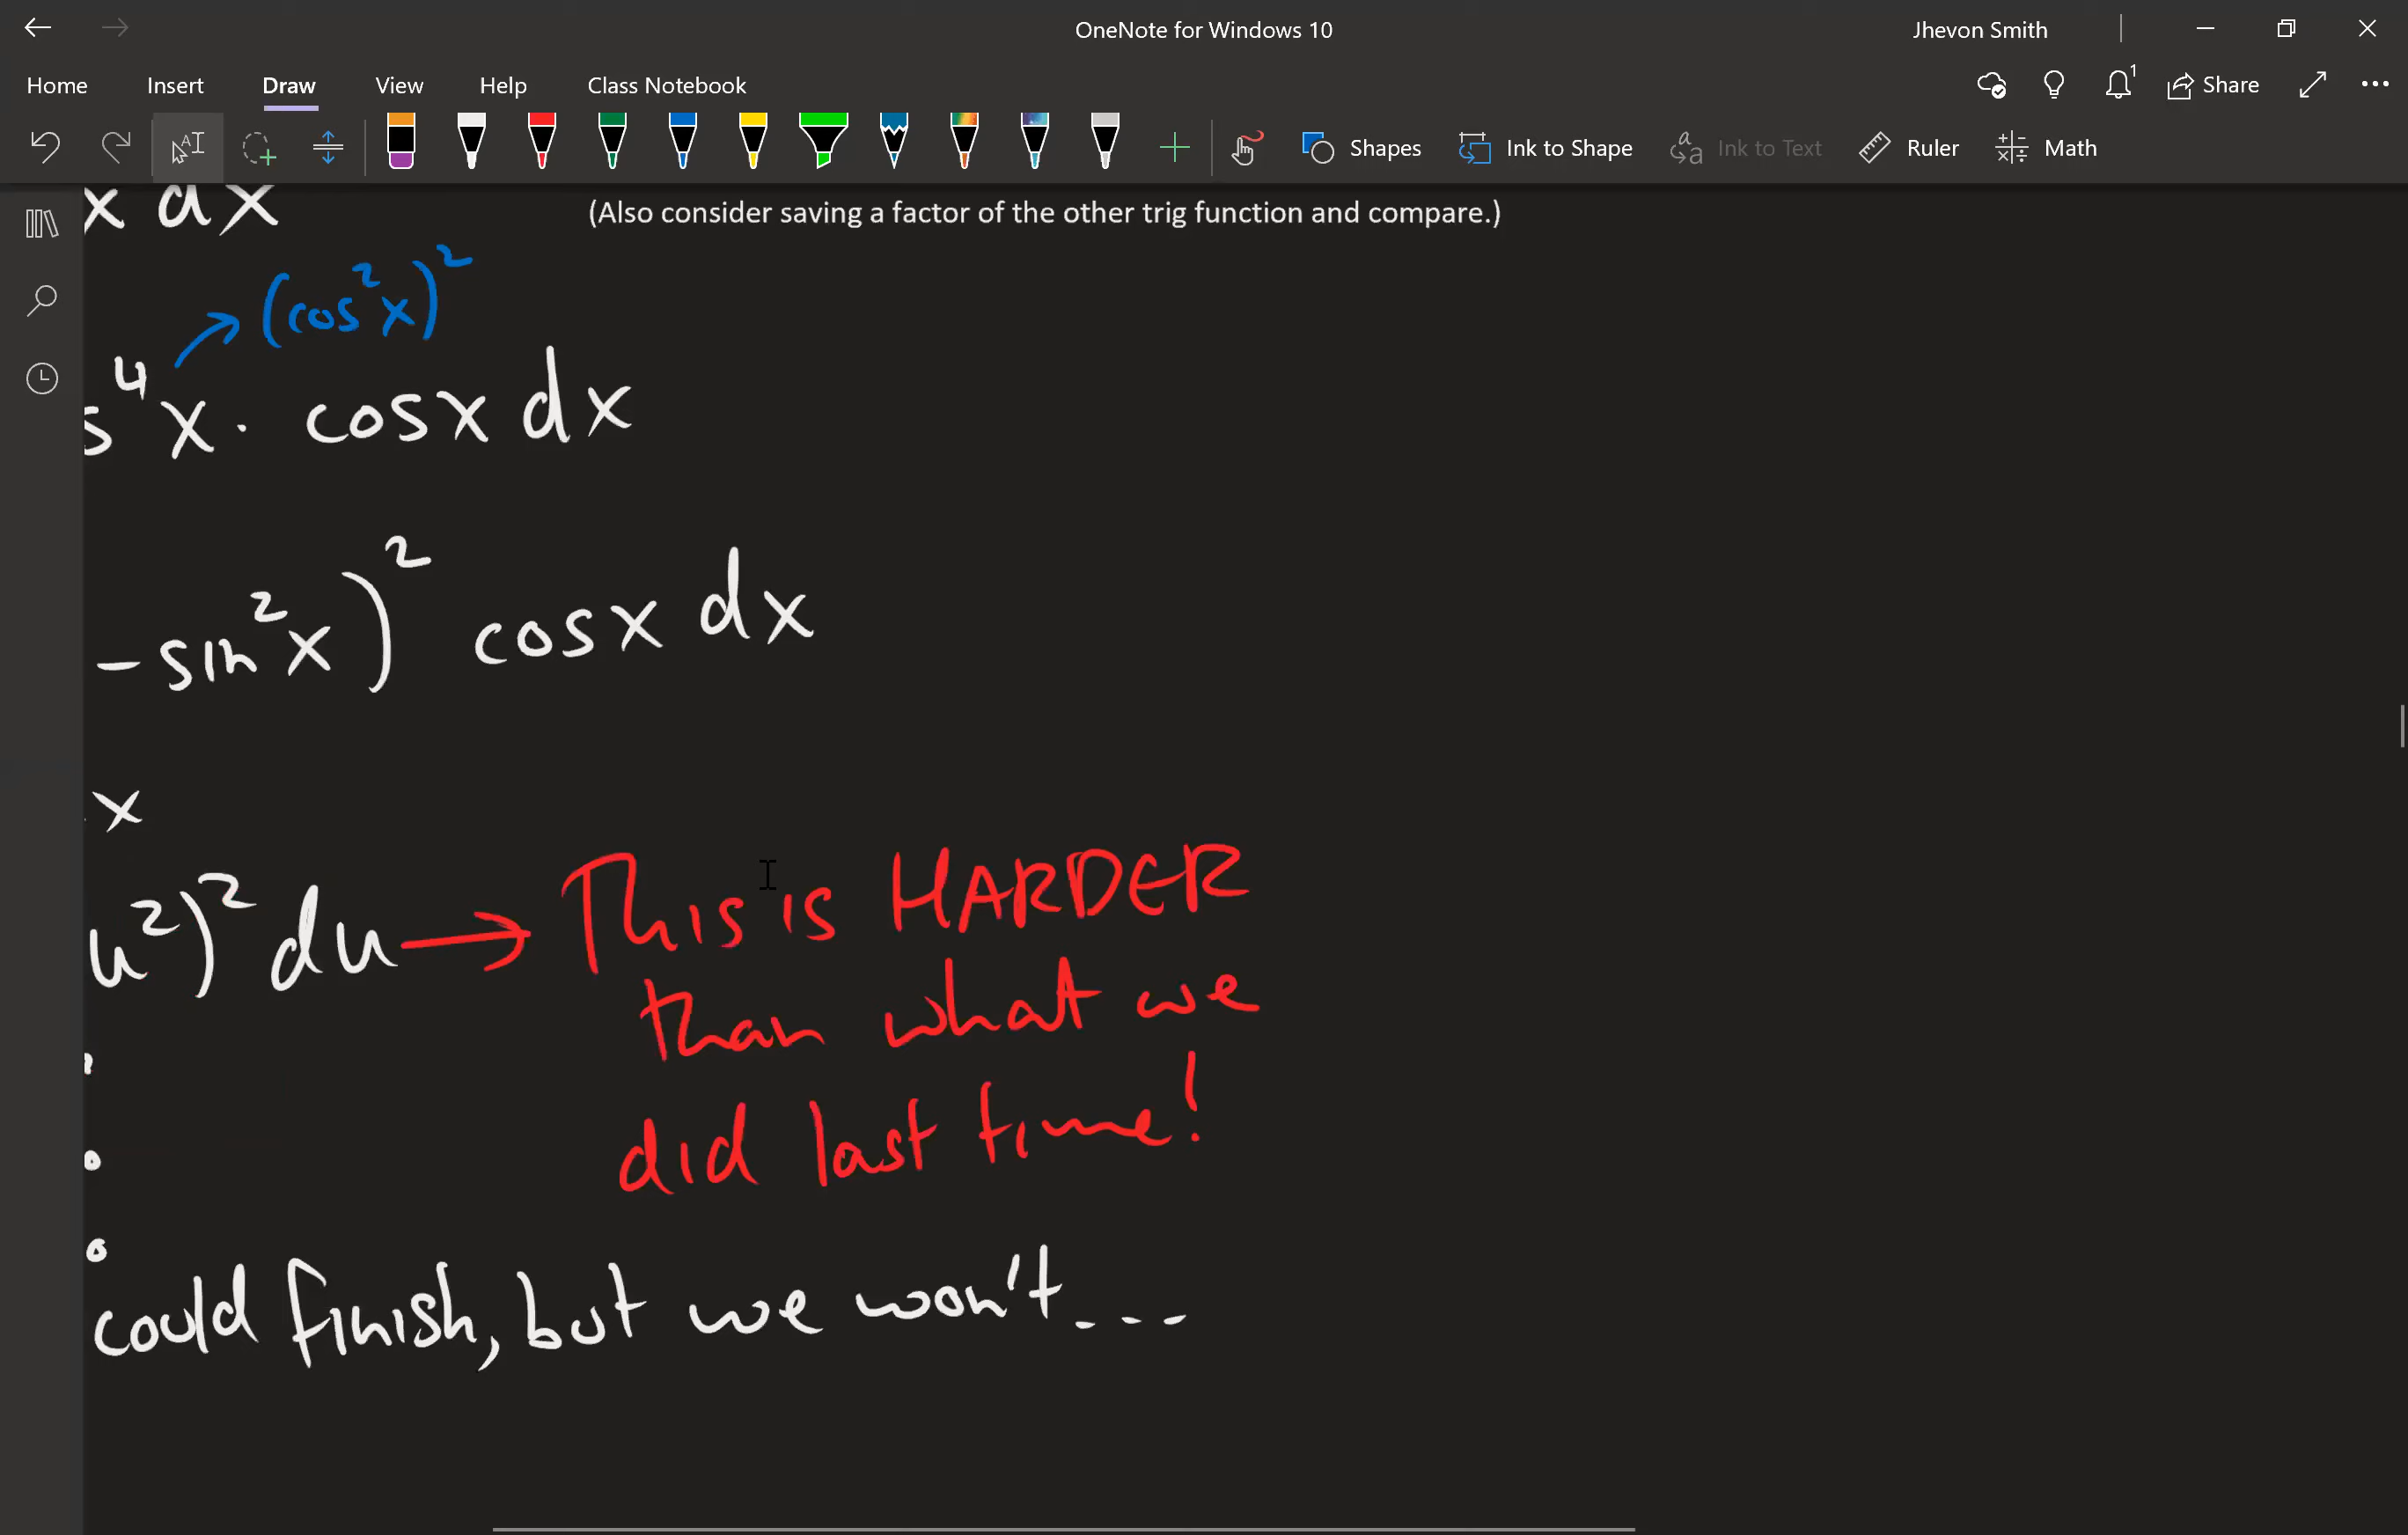 OneNote for Windows 10
Jhevon Smith
Home Insert Draw View Help Class Notebook
1
Share
Shapes Ink to Shape Ink to Text Ruler Math
x dx
(Also consider saving a factor of the other trig function and compare.)
(cos²x)²
s⁴x · cosx dx
-sin²x)² cosx dx
x
u²)² du → This is HARDER
than what we
did last time!
could finish, but we won't...